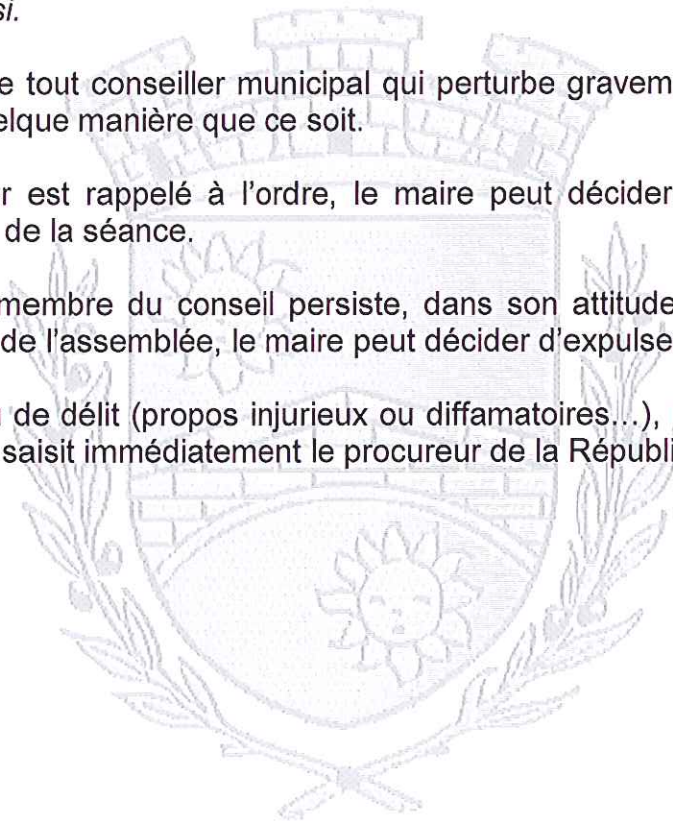 si.
e tout conseiller municipal qui perturbe gravem
elque manière que ce soit.
r est rappelé à l'ordre, le maire peut décider
de la séance.
membre du conseil persiste, dans son attitude
de l'assemblée, le maire peut décider d'expulse
de délit (propos injurieux ou diffamatoires...),
saisit immédiatement le procureur de la Républi